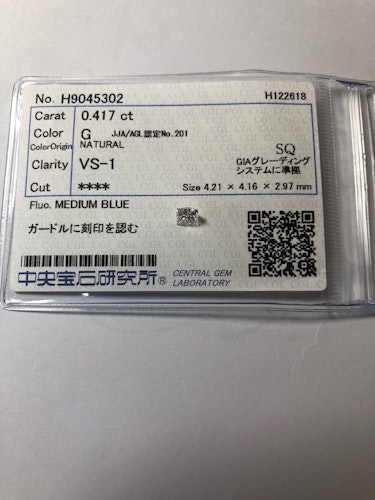 No. H9045302 H122618
Carat 0.417 ct
Color G JJA/AGL認定No.201
ColorOrigin NATURAL SQ
Clarity VS-1 GIAグレーディング
システムに準拠
Cut **** Size 4.21 × 4.16 × 2.97 mm
Fluo. MEDIUM BLUE
ガードルに刻印を認む
中央宝石研究所® CENTRAL GEM
LABORATORY